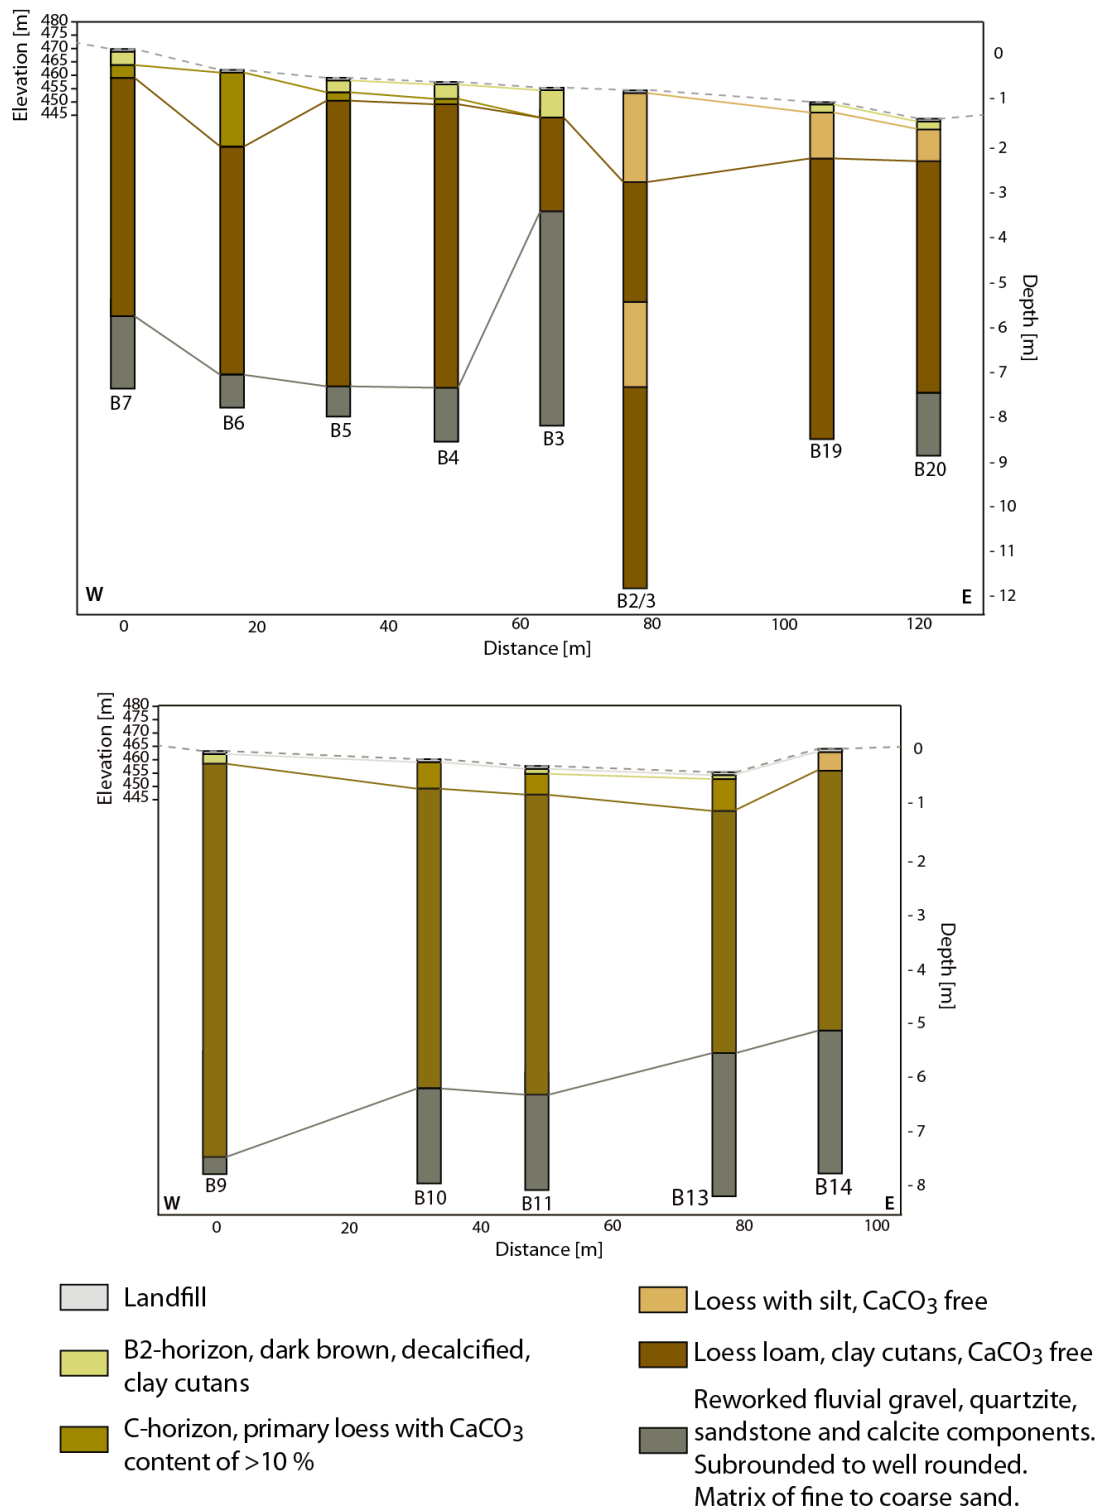 Elevation [m]
480
475
470
465
460
455
450
445
0
- 1
- 2
- 3
- 4
- 5
- 6
- 7
- 8
- 9
- 10
- 11
- 12
Depth [m]
B7
B6
B5
B4
B3
B2/3
B19
B20
W
E
0
20
40
60
80
100
120
Distance [m]
Elevation [m]
480
475
470
465
460
455
450
445
0
- 1
- 2
- 3
- 4
- 5
- 6
- 7
- 8
Depth [m]
B9
B10
B11
B13
B14
W
E
0
20
40
60
80
100
Distance [m]
Landfill
B2-horizon, dark brown, decalcified,
clay cutans
C-horizon, primary loess with CaCO3
content of >10 %
Loess with silt, CaCO3 free
Loess loam, clay cutans, CaCO3 free
Reworked fluvial gravel, quartzite,
sandstone and calcite components.
Subrounded to well rounded.
Matrix of fine to coarse sand.